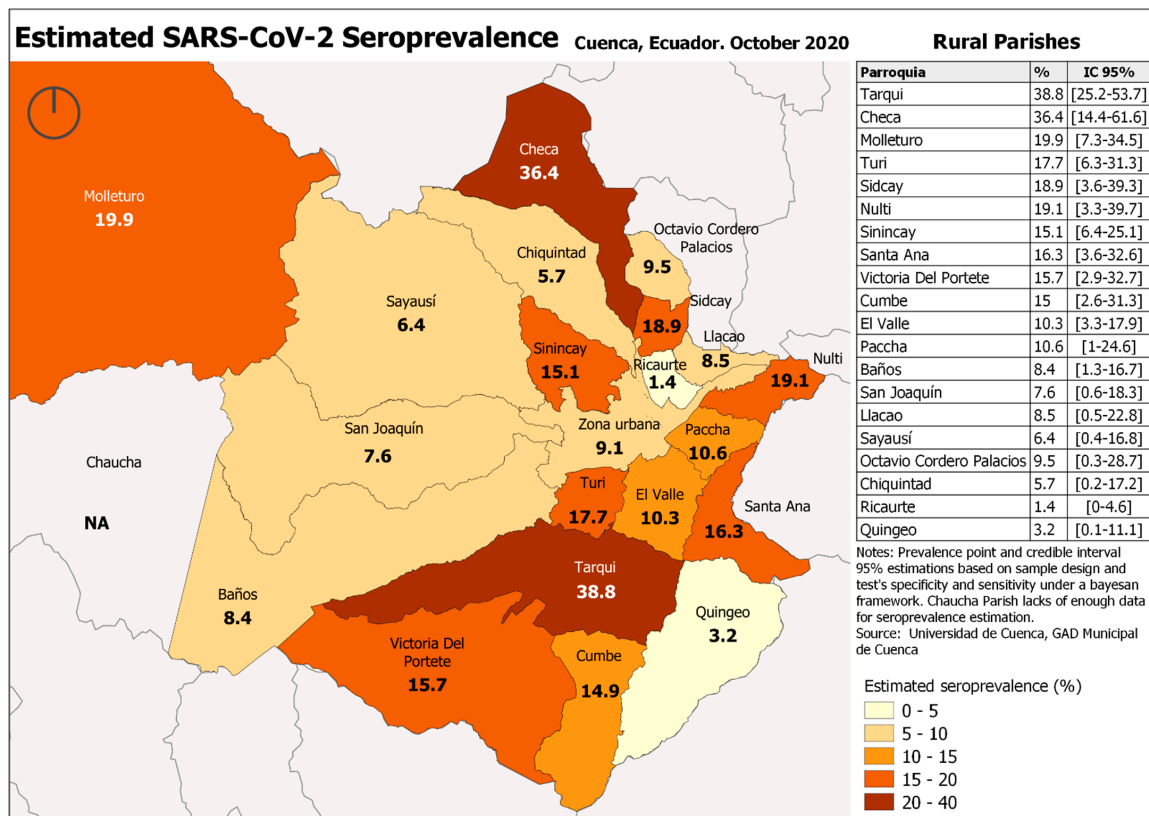 Estimated SARS-CoV-2 Seroprevalence Cuenca, Ecuador. October 2020
Checa
36.4
Molleturo
19.9
Octavio Cordero
Palacios
9.5
Chiquintad
5.7
Sayausí
6.4
Sidcay
18.9
Llacao
8.5
Sinincay
15.1
Ricaurte
1.4
Nulti
19.1
San Joaquín
7.6
Zona urbana
9.1
Paccha
10.6
Chaucha
NA
Turi
17.7
El Valle
10.3
Santa Ana
16.3
Tarqui
38.8
Baños
8.4
Quingeo
3.2
Victoria Del
Portete
15.7
Cumbe
14.9
Rural Parishes
Parroquia % IC 95%
Tarqui 38.8 [25.2-53.7]
Checa 36.4 [14.4-61.6]
Molleturo 19.9 [7.3-34.5]
Turi 17.7 [6.3-31.3]
Sidcay 18.9 [3.6-39.3]
Nulti 19.1 [3.3-39.7]
Sinincay 15.1 [6.4-25.1]
Santa Ana 16.3 [3.6-32.6]
Victoria Del Portete 15.7 [2.9-32.7]
Cumbe 15 [2.6-31.3]
El Valle 10.3 [3.3-17.9]
Paccha 10.6 [1-24.6]
Baños 8.4 [1.3-16.7]
San Joaquín 7.6 [0.6-18.3]
Llacao 8.5 [0.5-22.8]
Sayausí 6.4 [0.4-16.8]
Octavio Cordero Palacios 9.5 [0.3-28.7]
Chiquintad 5.7 [0.2-17.2]
Ricaurte 1.4 [0-4.6]
Quingeo 3.2 [0.1-11.1]
Notes: Prevalence point and credible interval
95% estimations based on sample design and
test's specificity and sensitivity under a bayesan
framework. Chaucha Parish lacks of enough data
for seroprevalence estimation.
Source: Universidad de Cuenca, GAD Municipal
de Cuenca
Estimated seroprevalence (%)
0 - 5
5 - 10
10 - 15
15 - 20
20 - 40